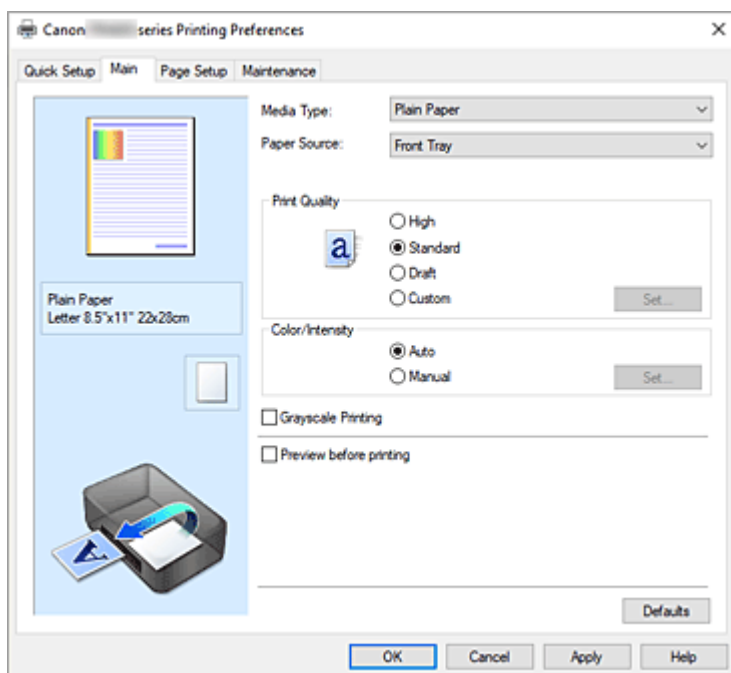 Canon series Printing Preferences
Quick Setup Main Page Setup Maintenance
Media Type: Plain Paper
Paper Source: Front Tray
Print Quality
High
a
Standard
Draft
Custom Set...
Plain Paper
Letter 8.5"x11" 22x28cm
Color/Intensity
Auto
Manual Set...
Grayscale Printing
Preview before printing
A
Defaults
OK Cancel Apply Help